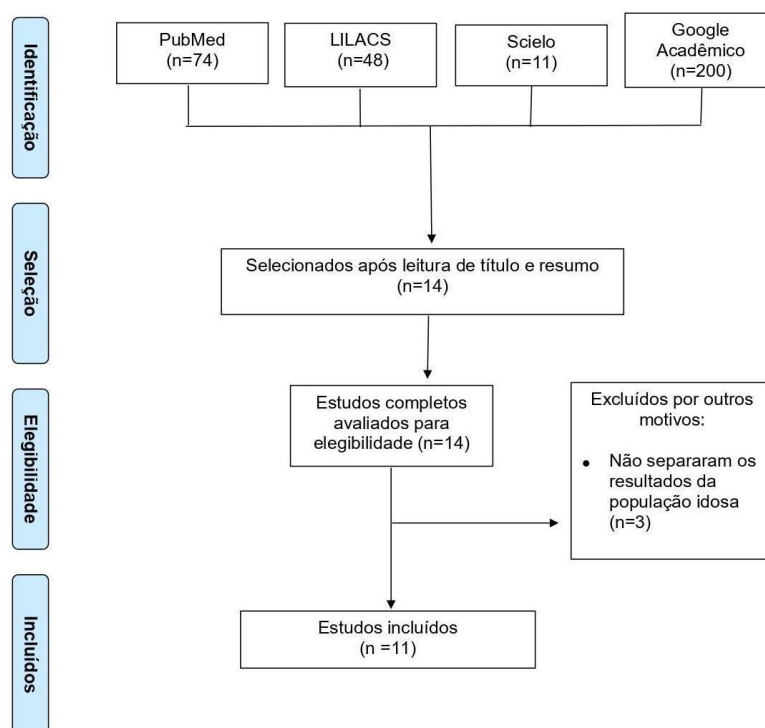 Identificação
PubMed
(n=74)
LILACS
(n=48)
Scielo
(n=11)
Google
Acadêmico
(n=200)
Seleção
Selecionados após leitura de título e resumo
(n=14)
Elegibilidade
Estudos completos
avaliados para
elegibilidade (n=14)
Excluídos por outros
motivos:
• Não separaram os
resultados da
população idosa
(n=3)
Incluídos
Estudos incluídos
(n =11)